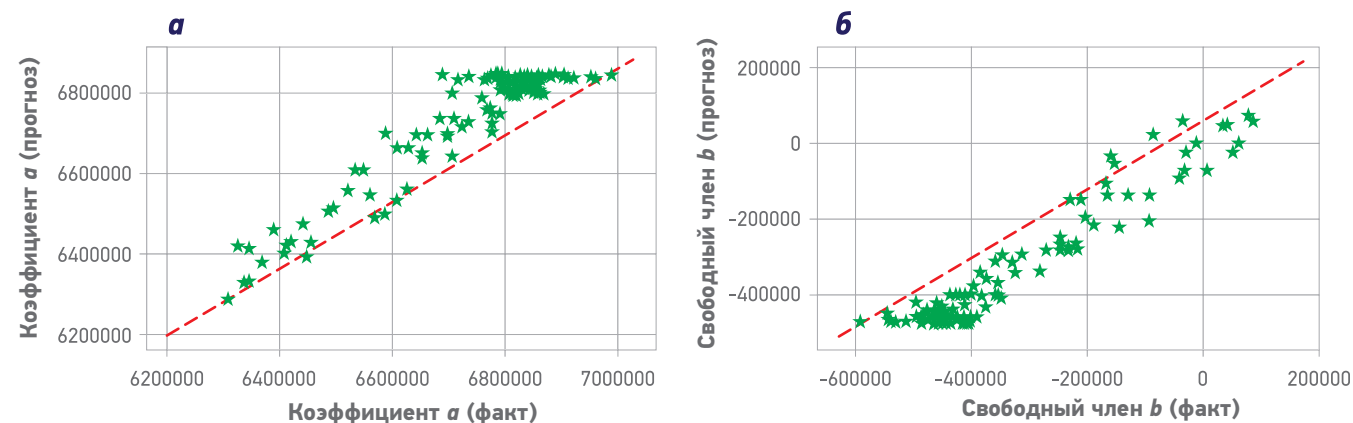 а
Коэффициент a (прогноз)
6800000
6600000
6400000
6200000
6200000 6400000 6600000 6800000 7000000
Коэффициент a (факт)
б
Свободный член b (прогноз)
200000
0
-200000
-400000
-600000 -400000 -200000 0 200000
Свободный член b (факт)